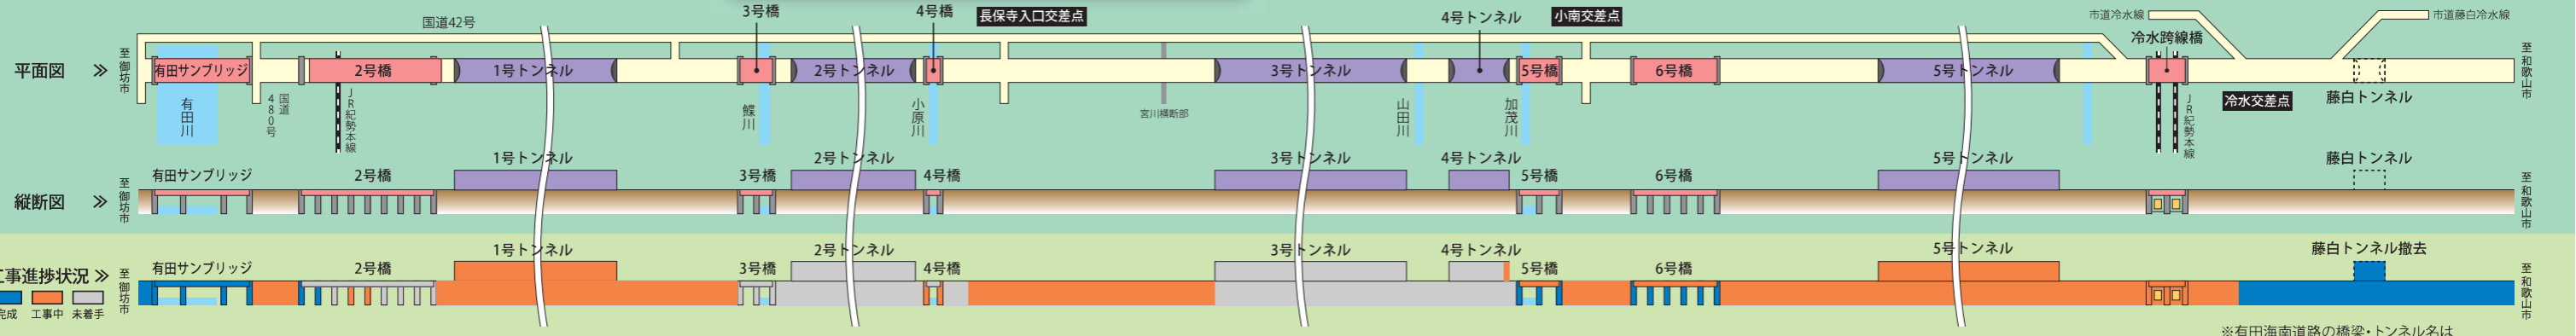 国道42号
3号橋
4号橋
長保寺入口交差点
4号トンネル
小南交差点
市道冷水線
市道藤白冷水線
冷水跨線橋
平面図
≫
至御坊市
有田サンブリッジ
2号橋
1号トンネル
2号トンネル
3号トンネル
5号橋
6号橋
5号トンネル
至和歌山市
有田川
国道480号
JR紀勢本線
鰈川
小原川
宮川横断部
山田川
加茂川
JR紀勢本線
冷水交差点
藤白トンネル
縦断図
≫
至御坊市
有田サンブリッジ
2号橋
1号トンネル
3号橋
2号トンネル
4号橋
3号トンネル
4号トンネル
5号橋
6号橋
5号トンネル
藤白トンネル
至和歌山市
工事進捗状況
≫
至御坊市
有田サンブリッジ
2号橋
1号トンネル
3号橋
2号トンネル
4号橋
3号トンネル
4号トンネル
5号橋
6号橋
5号トンネル
藤白トンネル撤去
至和歌山市
完成
工事中
未着手
※有田海南道路の橋梁・トンネル名は